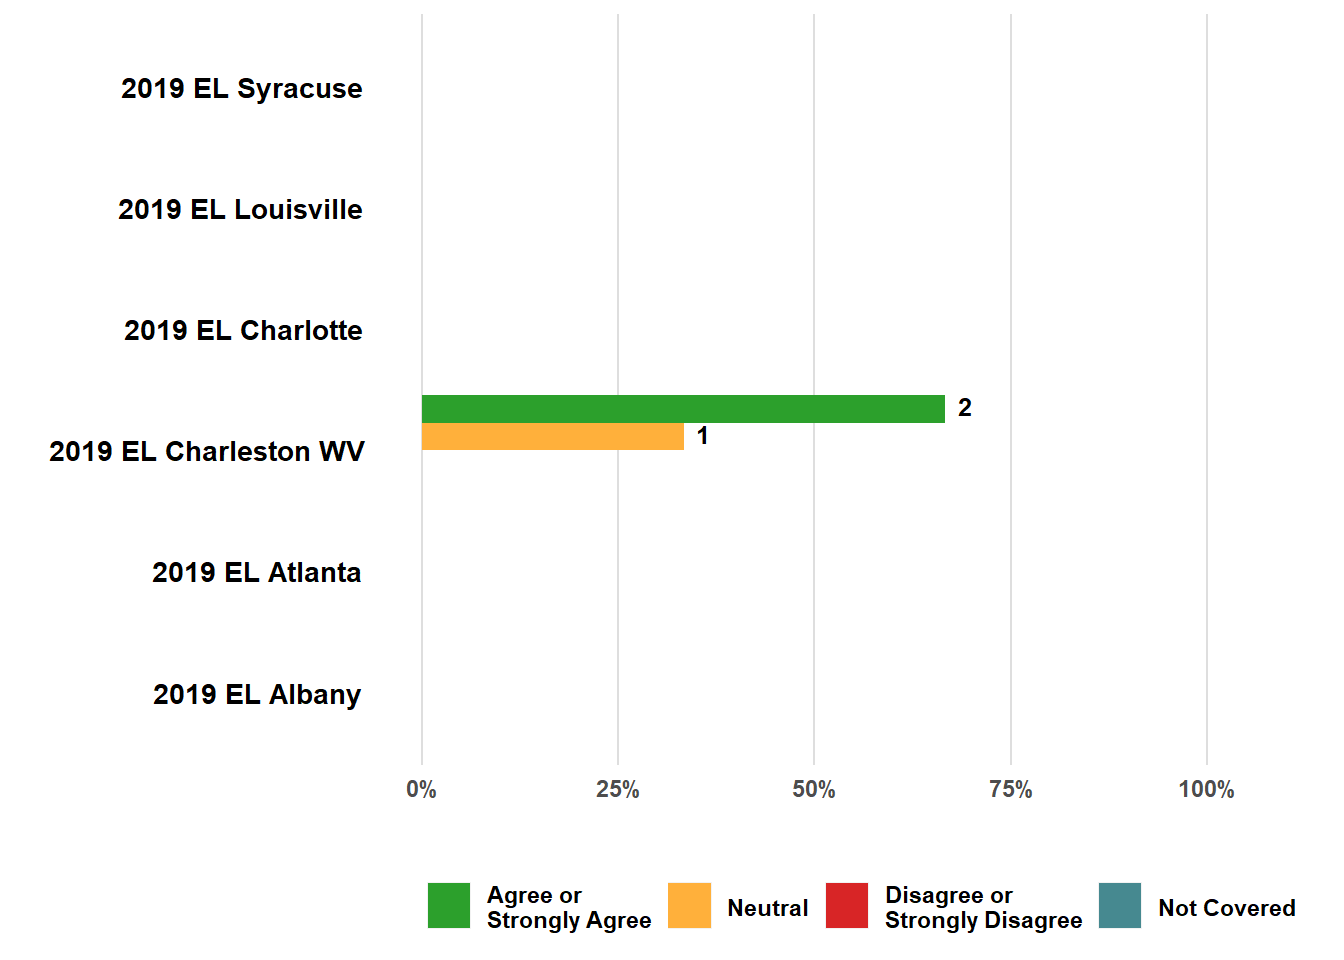 2019 EL Syracuse
2019 EL Louisville
2019 EL Charlotte
2
1
2019 EL Charleston WV
2019 EL Atlanta
2019 EL Albany
0% 25% 50% 75% 100%
Agree or
Strongly Agree
Neutral
Disagree or
Strongly Disagree
Not Covered